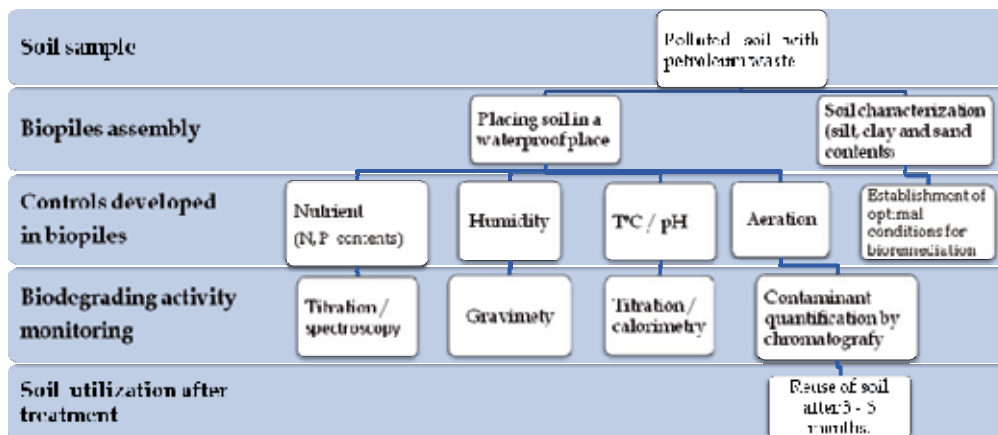 Soil sample
Polluted soil with
petroleum waste
Biopiles assembly
Placing soil in a
waterproof place
Soil characterization
(silt, clay and sand
contents)
Controls developed
in biopiles
Nutrient
(N, P contents)
Humidity
T°C / pH
Aeration
Establishment of
optimal
conditions for
bioremediation
Biodegrading activity
monitoring
Titration /
spectroscopy
Gravimety
Titration /
calorimetry
Contaminant
quantification by
chromatografy
Soil utilization after
treatment
Reuse of soil
after 3 -
months.